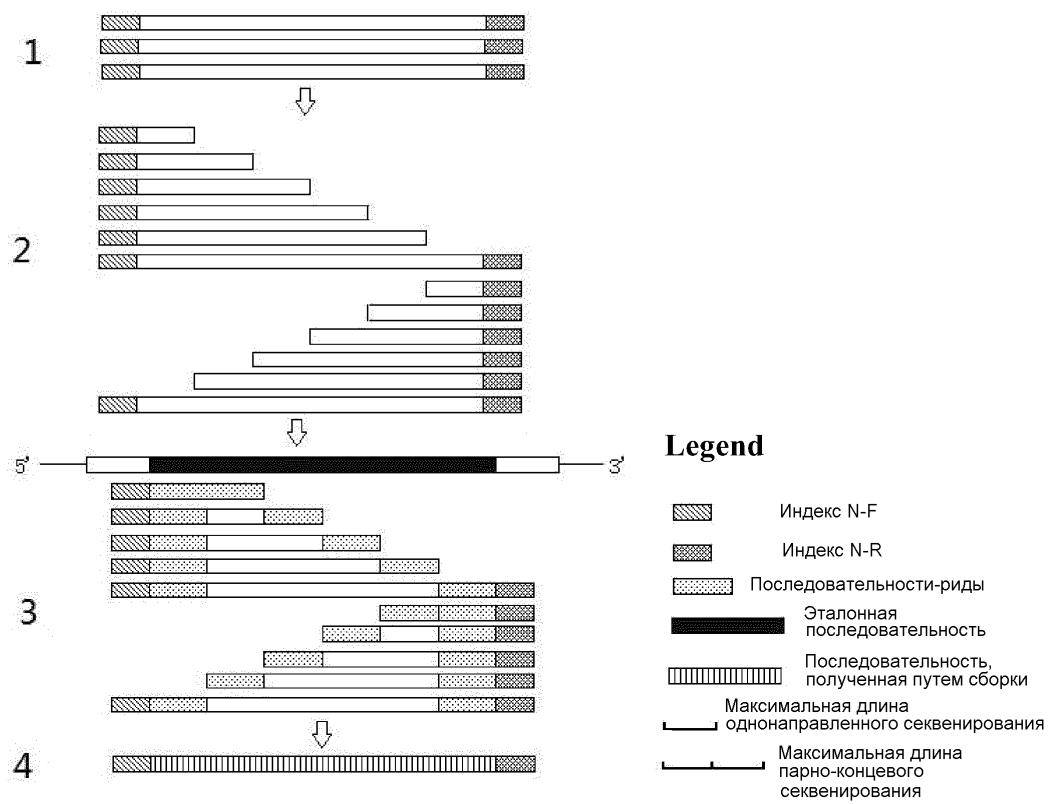 1
2
5'
3'
3
4
Legend
Индекс N-F
Индекс N-R
Последовательности-риды
Эталонная
последовательность
Последовательность,
полученная путем сборки
Максимальная длина
однонаправленного секвенирования
Максимальная длина
парно-концевого
секвенирования